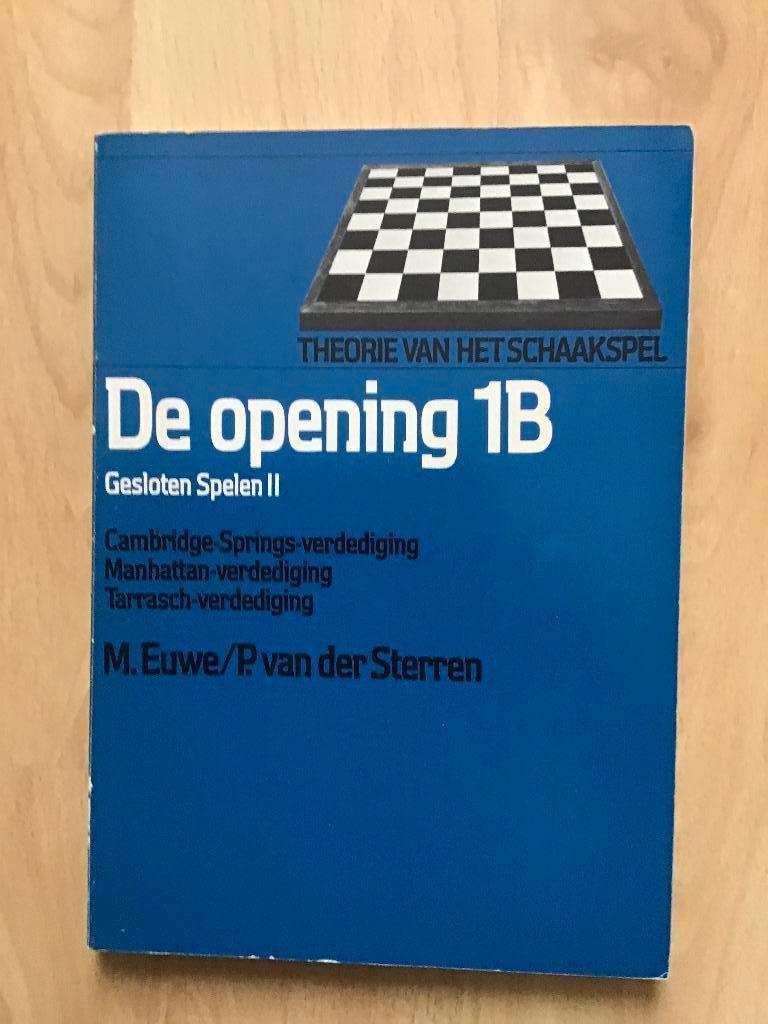 THEORIE VAN HET SCHAAKSPEL
De opening 1B
Gesloten Spelen II
Cambridge-Springs-verdediging
Manhattan-verdediging
Tarrasch-verdediging
M. Euwe/P. van der Sterren